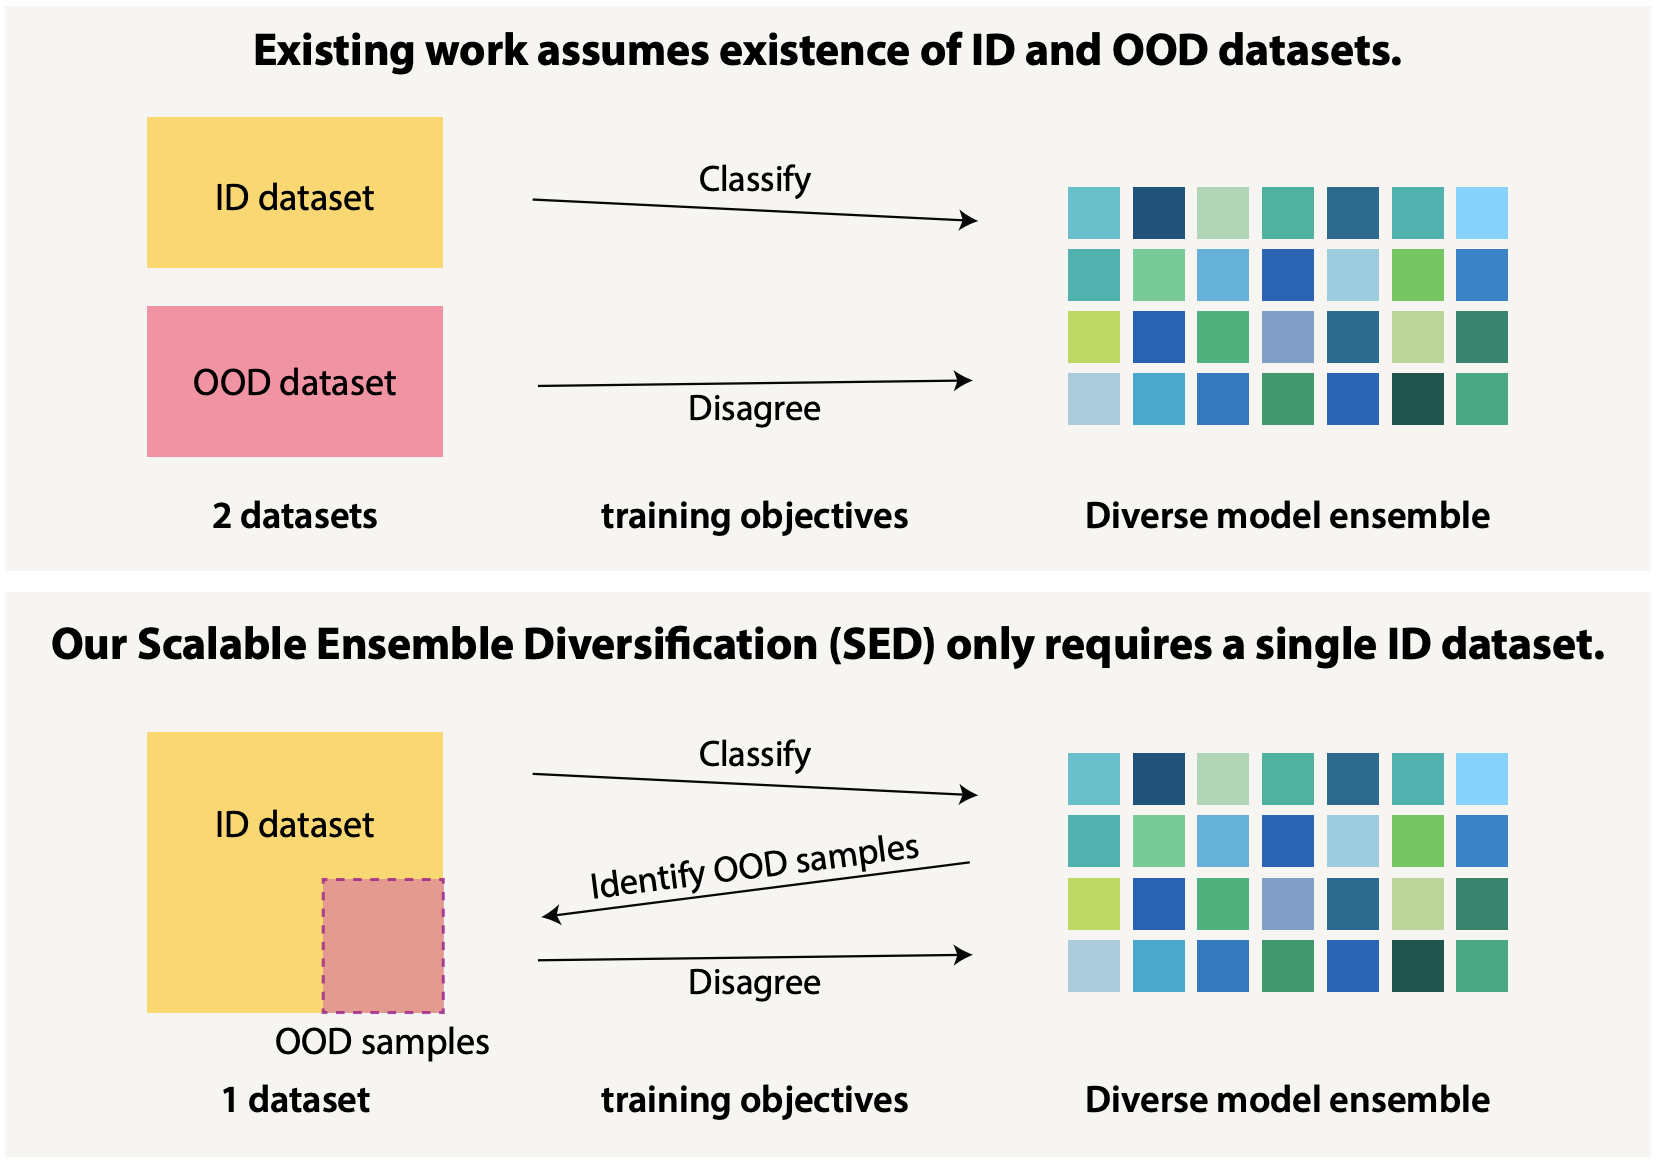 Existing work assumes existence of ID and OOD datasets.
ID dataset
Classify
OOD dataset
Disagree
2 datasets
training objectives
Diverse model ensemble
Our Scalable Ensemble Diversification (SED) only requires a single ID dataset.
Classify
ID dataset
Identify OOD samples
Disagree
OOD samples
1 dataset
training objectives
Diverse model ensemble